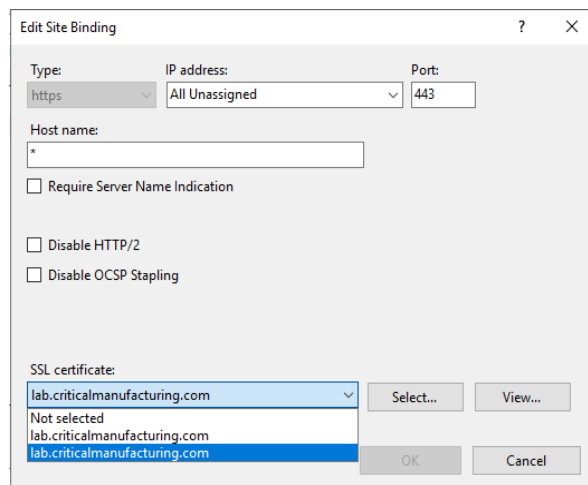 Edit Site Binding ? ✕
Type: IP address: Port:
https All Unassigned 443
Host name:
*
Require Server Name Indication
Disable HTTP/2
Disable OCSP Stapling
SSL certificate:
lab.criticalmanufacturing.com Select... View...
Not selected
lab.criticalmanufacturing.com
lab.criticalmanufacturing.com
OK Cancel